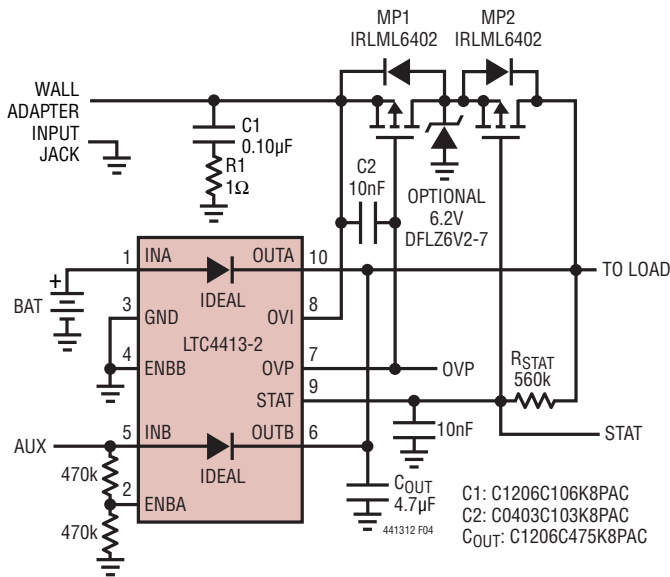 MP1
IRLML6402
MP2
IRLML6402
WALL
ADAPTER
INPUT
JACK
C1
0.10µF
R1
1Ω
C2
10nF
OPTIONAL
6.2V
DFLZ6V2-7
1
INA
OUTA
10
TO LOAD
IDEAL
+
BAT
3
GND
OVI
8
LTC4413-2
4
ENBB
OVP
7
OVP
STAT
9
RSTAT
560k
10nF
STAT
AUX
5
INB
OUTB
6
IDEAL
470k
2
ENBA
470k
COUT
4.7µF
441312 F04
C1: C1206C106K8PAC
C2: C0403C103K8PAC
COUT: C1206C475K8PAC